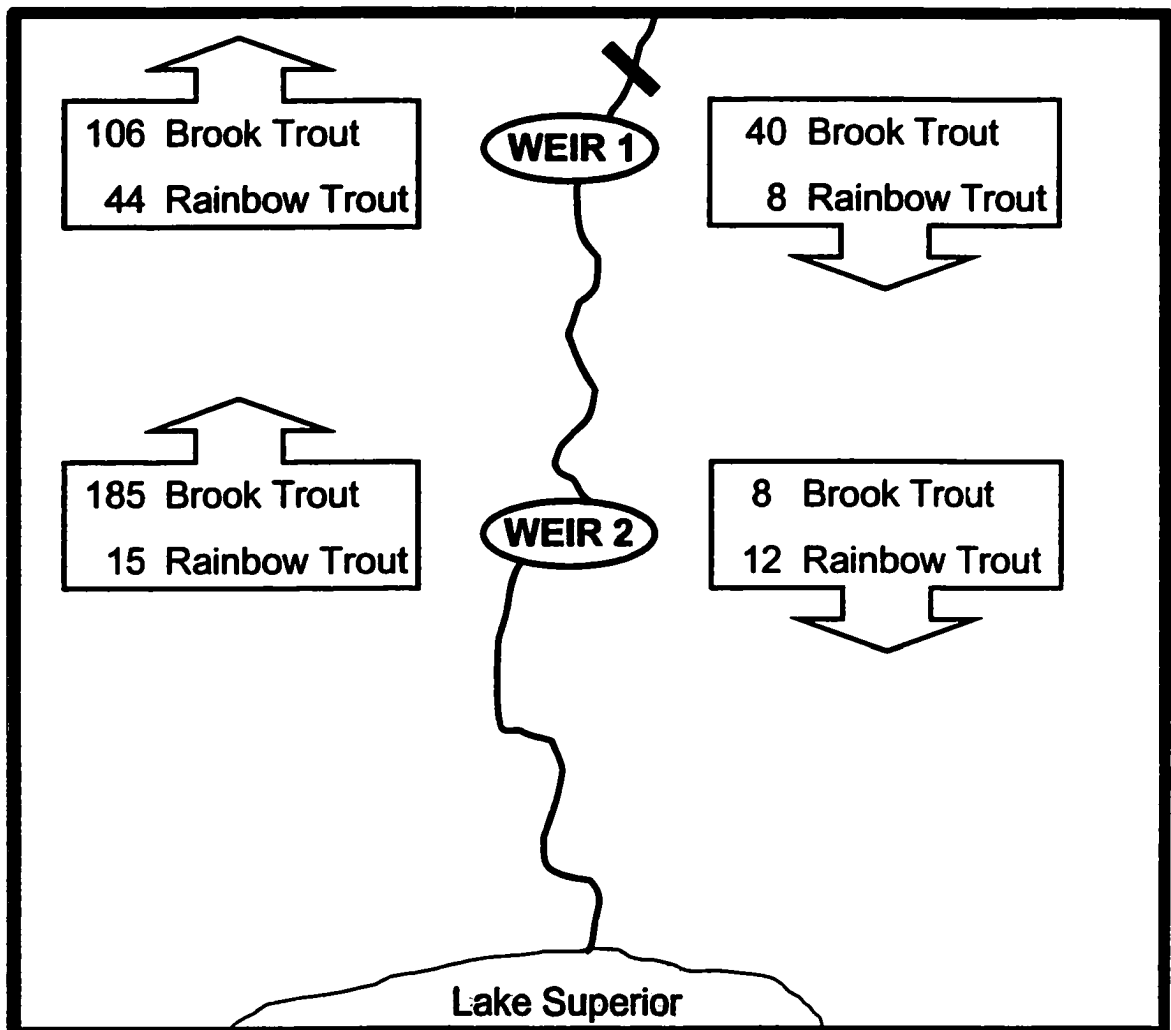 106 Brook Trout
44 Rainbow Trout
WEIR 1
40 Brook Trout
8 Rainbow Trout
185 Brook Trout
15 Rainbow Trout
WEIR 2
8 Brook Trout
12 Rainbow Trout
Lake Superior